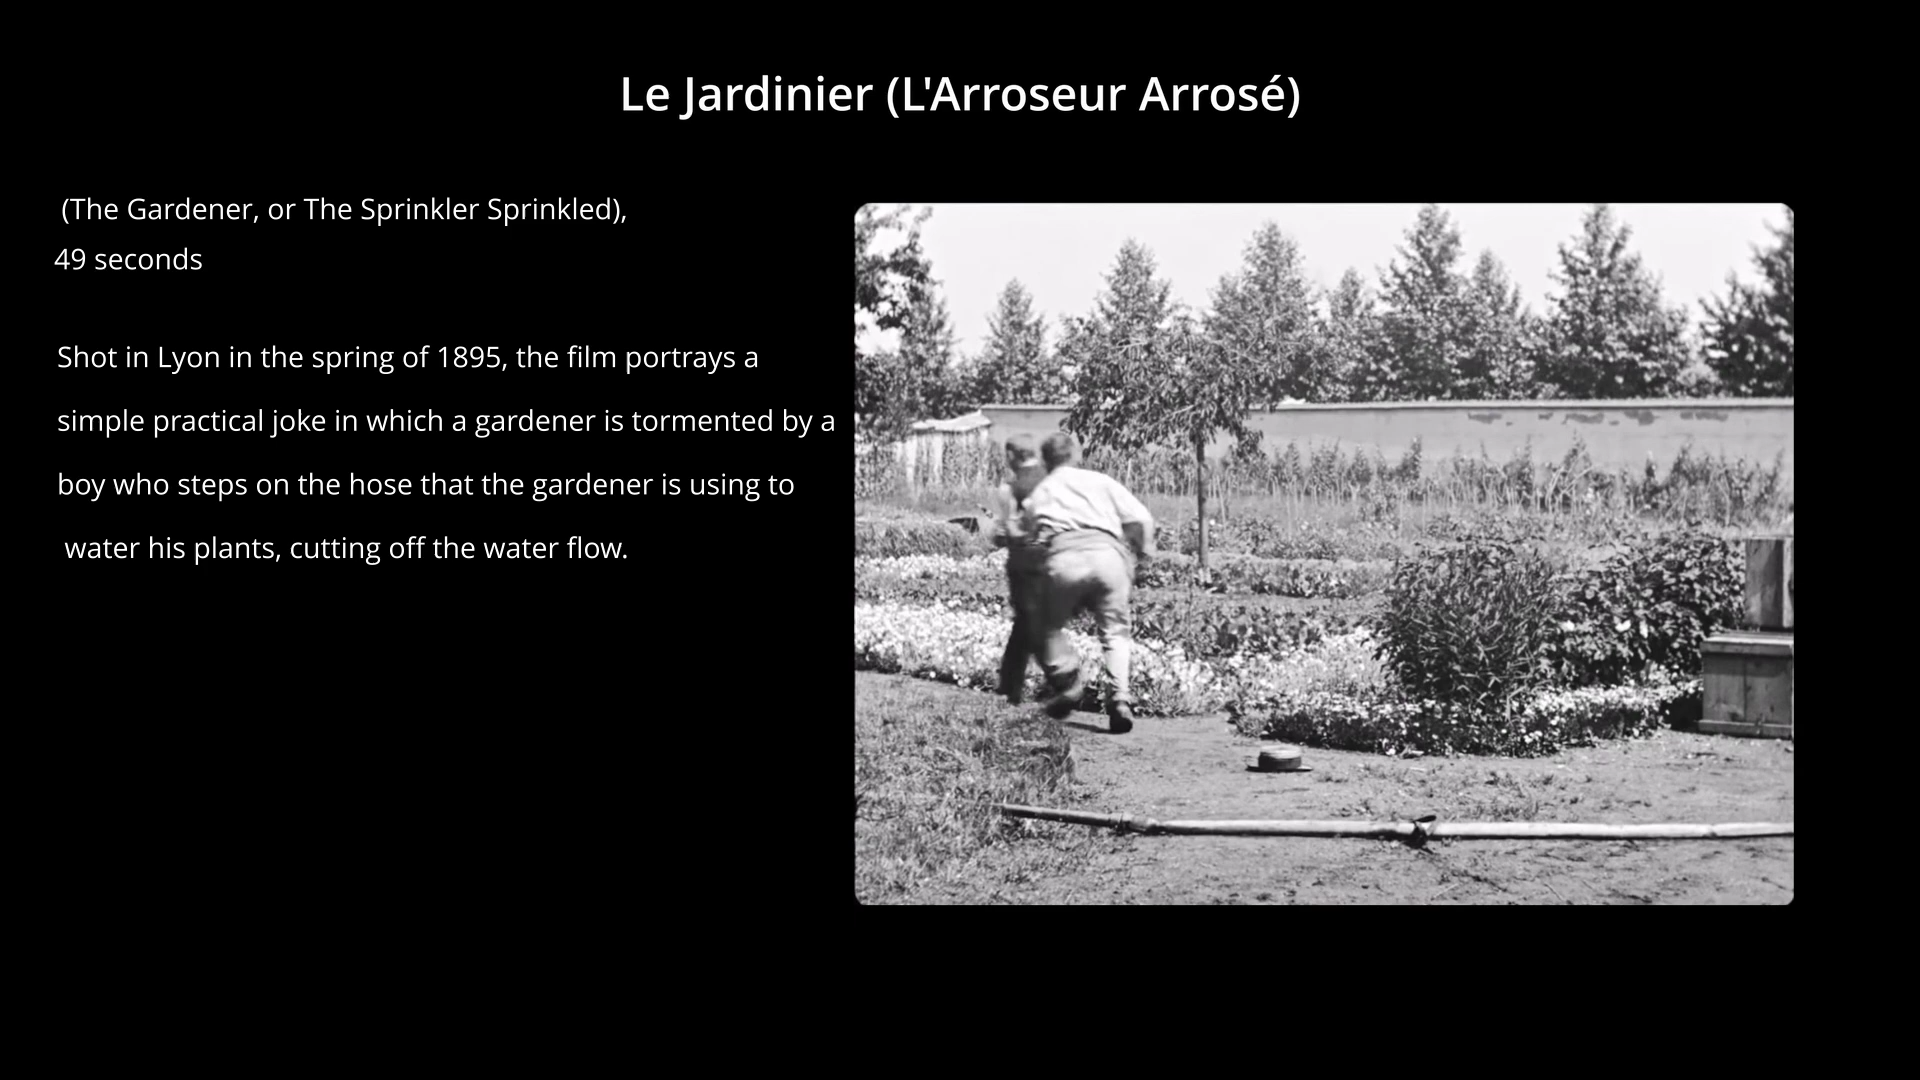 Le Jardinier (L'Arroseur Arrosé)
(The Gardener, or The Sprinkler Sprinkled),
49 seconds
Shot in Lyon in the spring of 1895, the film portrays a
simple practical joke in which a gardener is tormented by a
boy who steps on the hose that the gardener is using to
water his plants, cutting off the water flow.